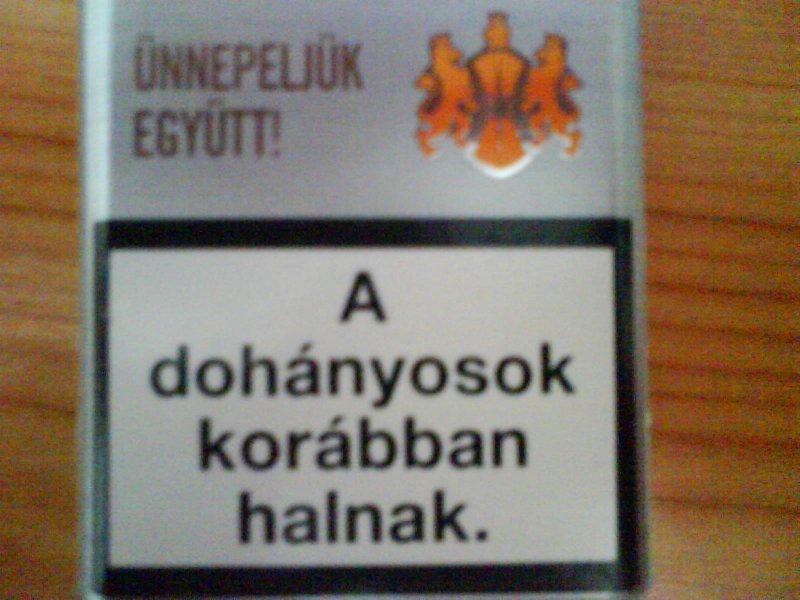 ÜNNEPELJÜK
EGYÜTT!
A
dohányosok
korábban
halnak.